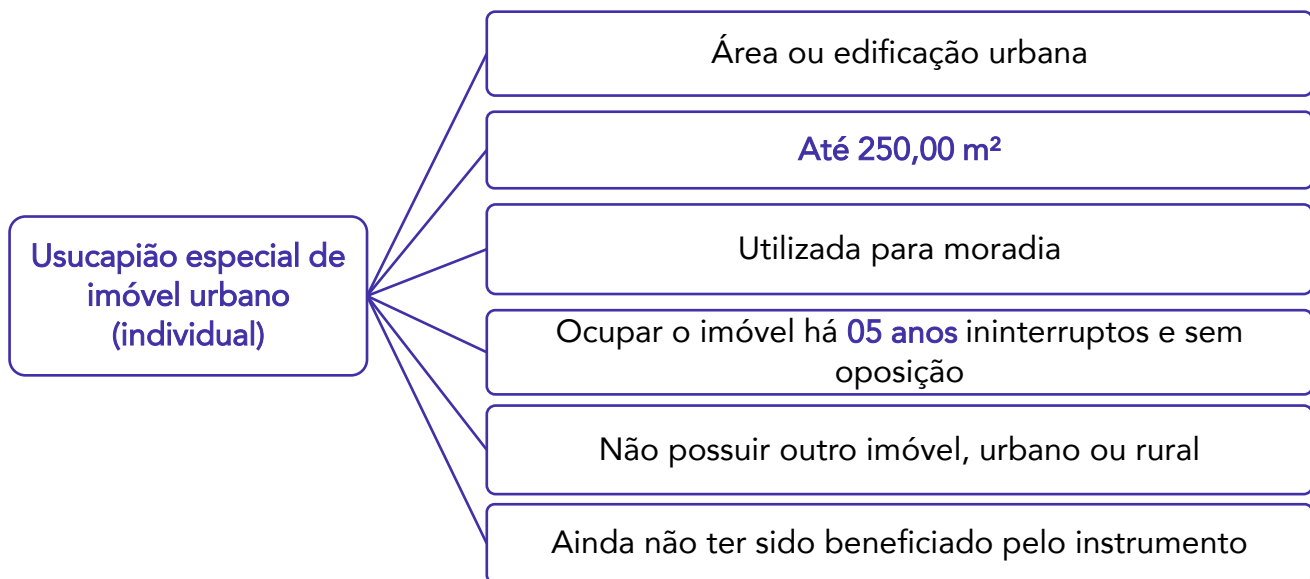 Área ou edificação urbana
Até 250,00 m²
Utilizada para moradia
Usucapião especial de
imóvel urbano
(individual)
Ocupar o imóvel há 05 anos ininterruptos e sem
oposição
Não possuir outro imóvel, urbano ou rural
Ainda não ter sido beneficiado pelo instrumento